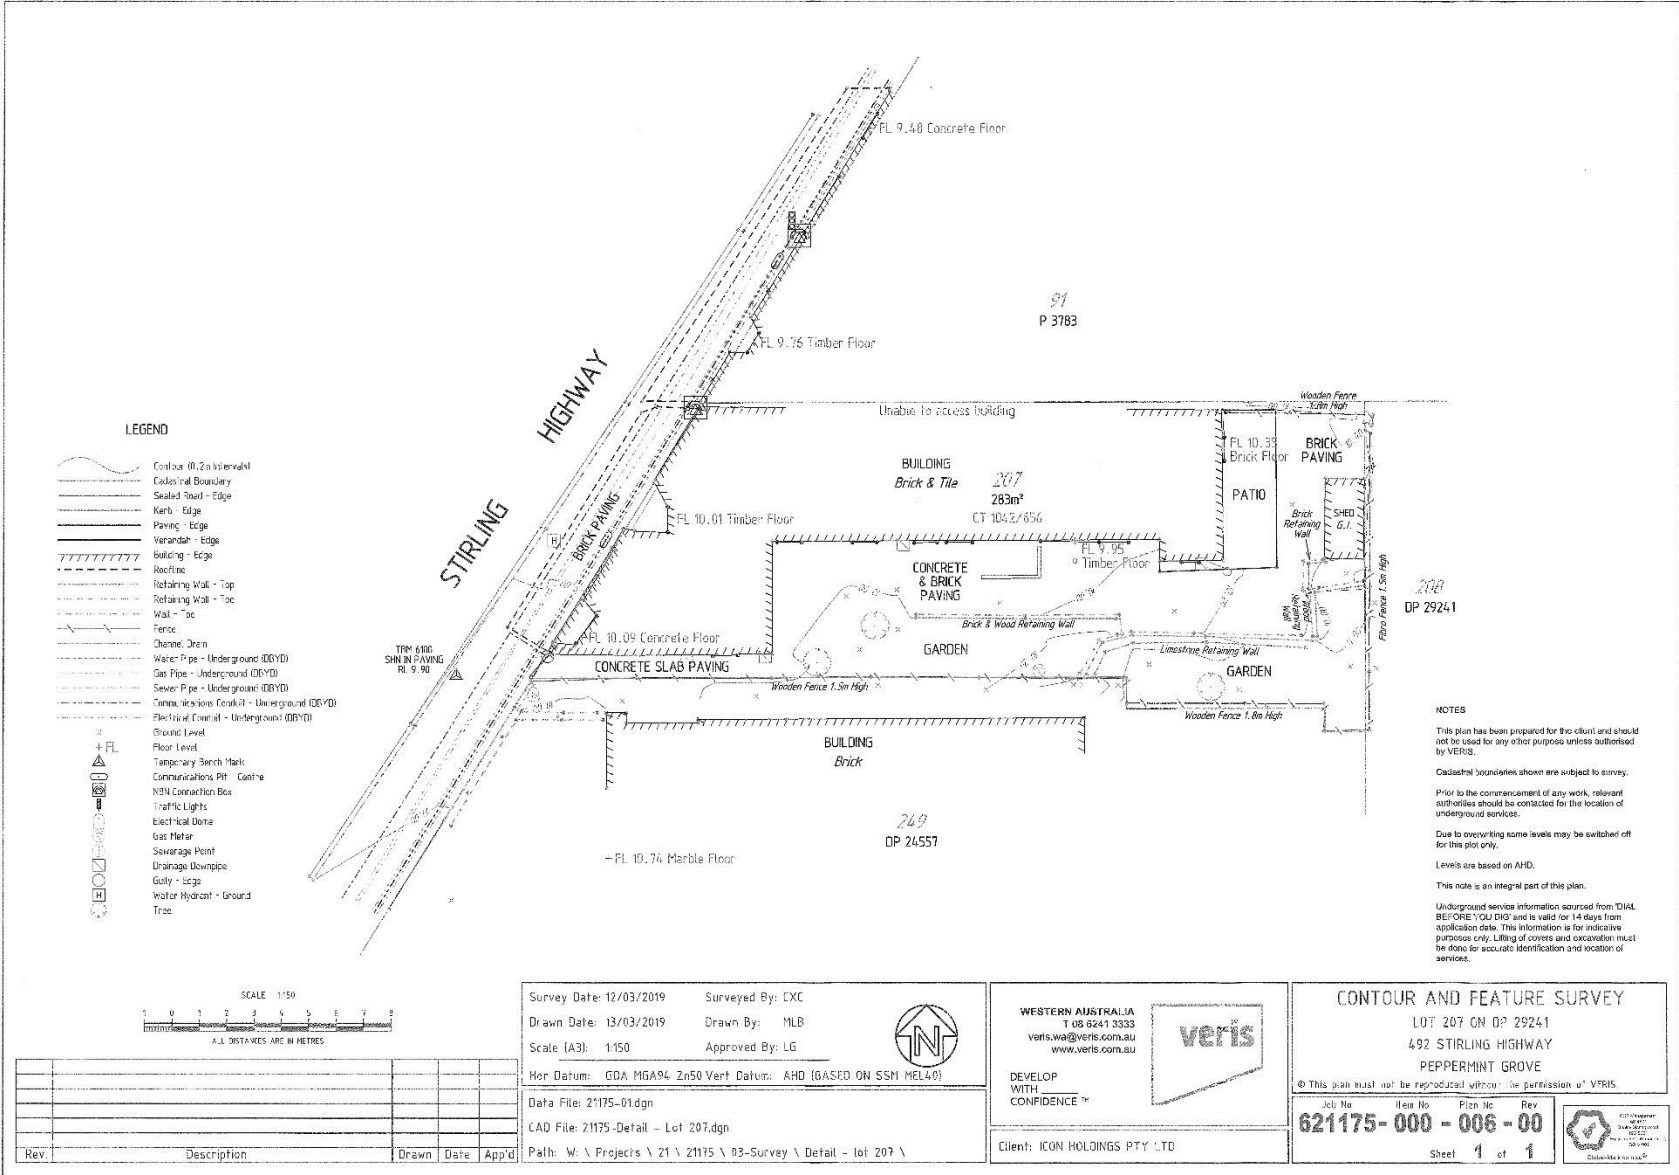 FL 9.48 Concrete Floor
91
P 3783
FL 9.76 Timber Floor
STIRLING HIGHWAY
Unable to access building
Wooden Fence
1.8m High
FL 10.01 Timber Floor
BUILDING
Brick & Tile
207
283m²
CT 1042/656
FL 10.33
Brick Floor
BRICK
PAVING
PATIO
SHED
G.I.
Brick
Retaining
Wall
BRICK PAVING
H
CONCRETE
& BRICK
PAVING
FL 9.95
Timber Floor
Brick & Wood Retaining Wall
Wood
Retaining
Wall
Fibro Fence 1.5m High
208
DP 29241
FL 10.09 Concrete Floor
CONCRETE SLAB PAVING
GARDEN
Limestone Retaining Wall
GARDEN
TBM 6100
SHN IN PAVING
RL 9.90
Wooden Fence 1.5m High
Wooden Fence 1.8m High
BUILDING
Brick
249
DP 24557
+FL 10.74 Marble Floor
LEGEND
Contour (0.2m Intervals)
Cadastral Boundary
Sealed Road - Edge
Kerb - Edge
Paving - Edge
Verandah - Edge
Building - Edge
Roofline
Retaining Wall - Top
Retaining Wall - Toe
Wall - Toe
Fence
Channel Drain
Water Pipe - Underground (DBYD)
Gas Pipe - Underground (DBYD)
Sewer Pipe - Underground (DBYD)
Communications Conduit - Underground (DBYD)
Electrical Conduit - Underground (DBYD)
Ground Level
+ FL Floor Level
Temporary Bench Mark
Communications Pit - Centre
NBN Connection Box
Traffic Lights
Electrical Dome
Gas Meter
Sewerage Point
Drainage Downpipe
Gully - Edge
H Water Hydrant - Ground
Tree
NOTES
This plan has been prepared for the client and should
not be used for any other purpose unless authorised
by VERIS.
Cadastral boundaries shown are subject to survey.
Prior to the commencement of any work, relevant
authorities should be contacted for the location of
underground services.
Due to overwriting some levels may be switched off
for this plot only.
Levels are based on AHD.
This note is an integral part of this plan.
Underground service information sourced from 'DIAL
BEFORE YOU DIG' and is valid for 14 days from
application date. This information is for indicative
purposes only. Lifting of covers and excavation must
be done for accurate identification and location of
services.
SCALE 1:150
1 0 1 2 3 4 5 6 7 8
ALL DISTANCES ARE IN METRES
Rev. Description Drawn Date App'd
Survey Date: 12/03/2019 Surveyed By: CXC
Drawn Date: 13/03/2019 Drawn By: MLB
Scale (A3): 1:150 Approved By: LG
Hor Datum: GDA MGA94 Zn50 Vert Datum: AHD (BASED ON SSM MEL40)
N
Data File: 21175-01.dgn
CAD File: 21175-Detail - Lot 207.dgn
Path: W: \ Projects \ 21 \ 21175 \ 03-Survey \ Detail - lot 207 \
WESTERN AUSTRALIA
T 08 6241 3333
veris.wa@veris.com.au
www.veris.com.au
DEVELOP
WITH
CONFIDENCE ™
veris
Client: ICON HOLDINGS PTY LTD
CONTOUR AND FEATURE SURVEY
LOT 207 ON DP 29241
492 STIRLING HIGHWAY
PEPPERMINT GROVE
© This plan must not be reproduced without the permission of VERIS.
Job No Item No Plan No Rev
621175-000-006-00
Sheet 1 of 1